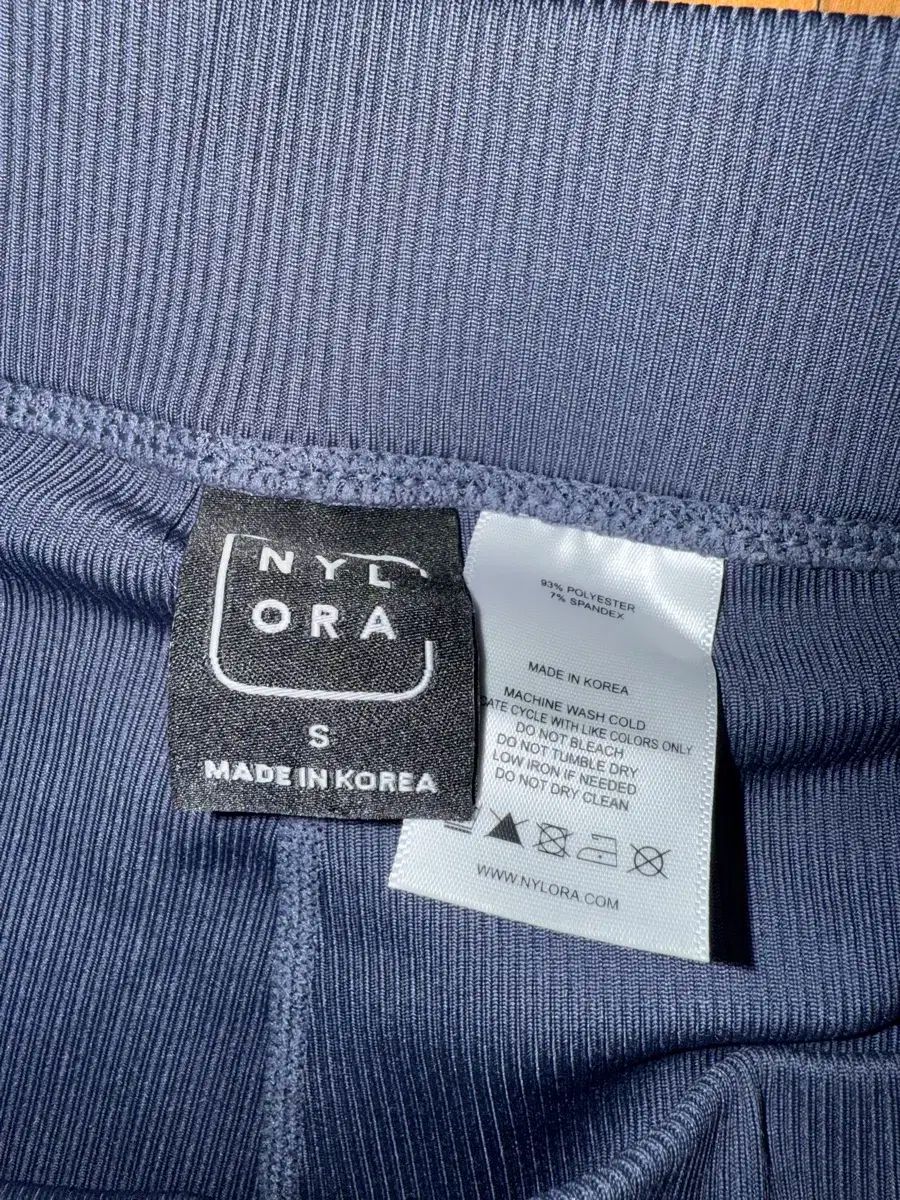 NYL
ORA
S
MADE IN KOREA
93% POLYESTER
7% SPANDEX
MADE IN KOREA
MACHINE WASH COLD
CYCLE WITH LIKE COLORS ONLY
DO NOT BLEACH
DO NOT TUMBLE DRY
LOW IRON IF NEEDED
DO NOT DRY CLEAN
WWW.NYLORA.COM